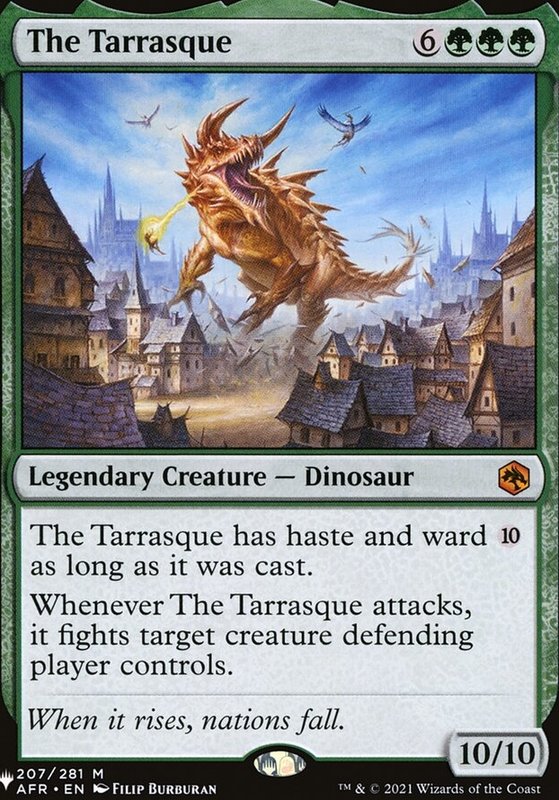 The Tarrasque 6
Legendary Creature — Dinosaur
The Tarrasque has haste and ward 10
as long as it was cast.
Whenever The Tarrasque attacks,
it fights target creature defending
player controls.
When it rises, nations fall.
10/10
207/281 M
AFR • EN Filip Burburan
™ & © 2021 Wizards of the Coast